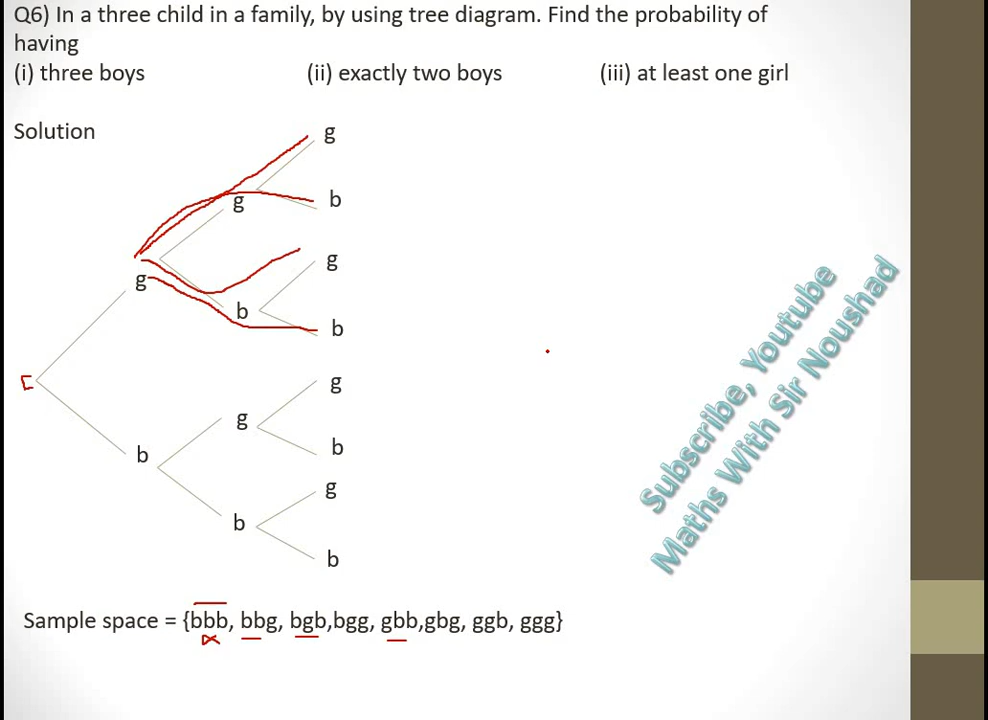 Q6) In a three child in a family, by using tree diagram. Find the probability of
having
(i) three boys (ii) exactly two boys (iii) at least one girl
Solution
g
g
b
g
g
b
b
g
g
b
b
g
b
b
Sample space = {bbb, bbg, bgb,bgg, gbb,gbg, ggb, ggg}
Subscribe, Youtube
Maths With Sir Noushad